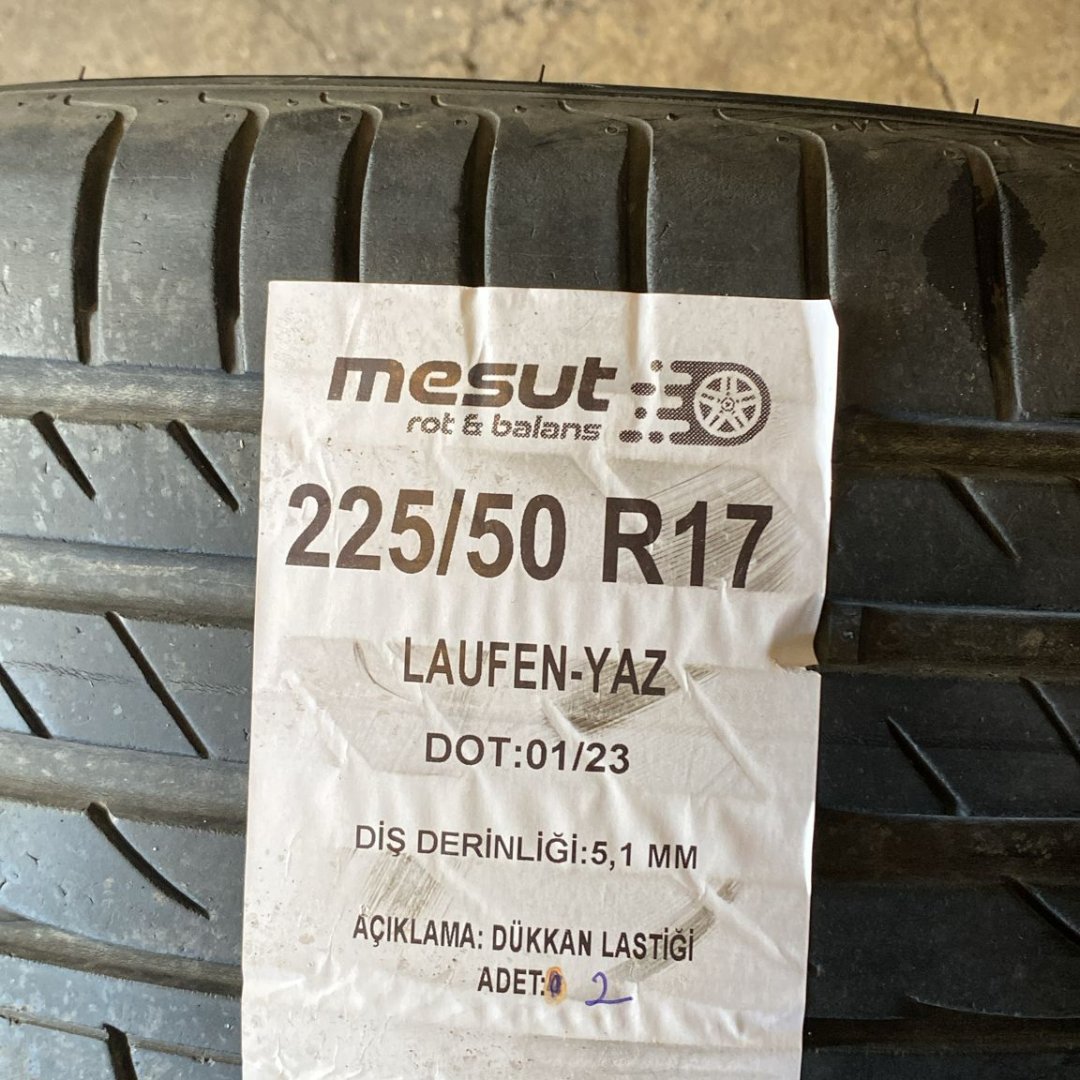 mesut
rot & balans
225/50 R17
LAUFEN-YAZ
DOT:01/23
DİŞ DERİNLİĞİ:5,1 MM
AÇIKLAMA: DÜKKAN LASTİĞİ
ADET: 2